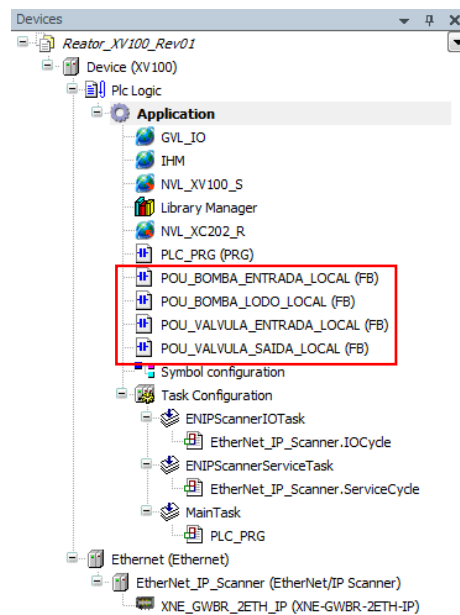 Devices
Reator_XV100_Rev01
Device (XV100)
Plc Logic
Application
GVL_IO
IHM
NVL_XV100_S
Library Manager
NVL_XC202_R
PLC_PRG (PRG)
POU_BOMBA_ENTRADA_LOCAL (FB)
POU_BOMBA_LODO_LOCAL (FB)
POU_VALVULA_ENTRADA_LOCAL (FB)
POU_VALVULA_SAIDA_LOCAL (FB)
Symbol configuration
Task Configuration
ENIPScannerIOTask
EtherNet_IP_Scanner.IOCycle
ENIPScannerServiceTask
EtherNet_IP_Scanner.ServiceCycle
MainTask
PLC_PRG
Ethernet (Ethernet)
EtherNet_IP_Scanner (EtherNet/IP Scanner)
XNE_GWBR_2ETH_IP (XNE-GWBR-2ETH-IP)